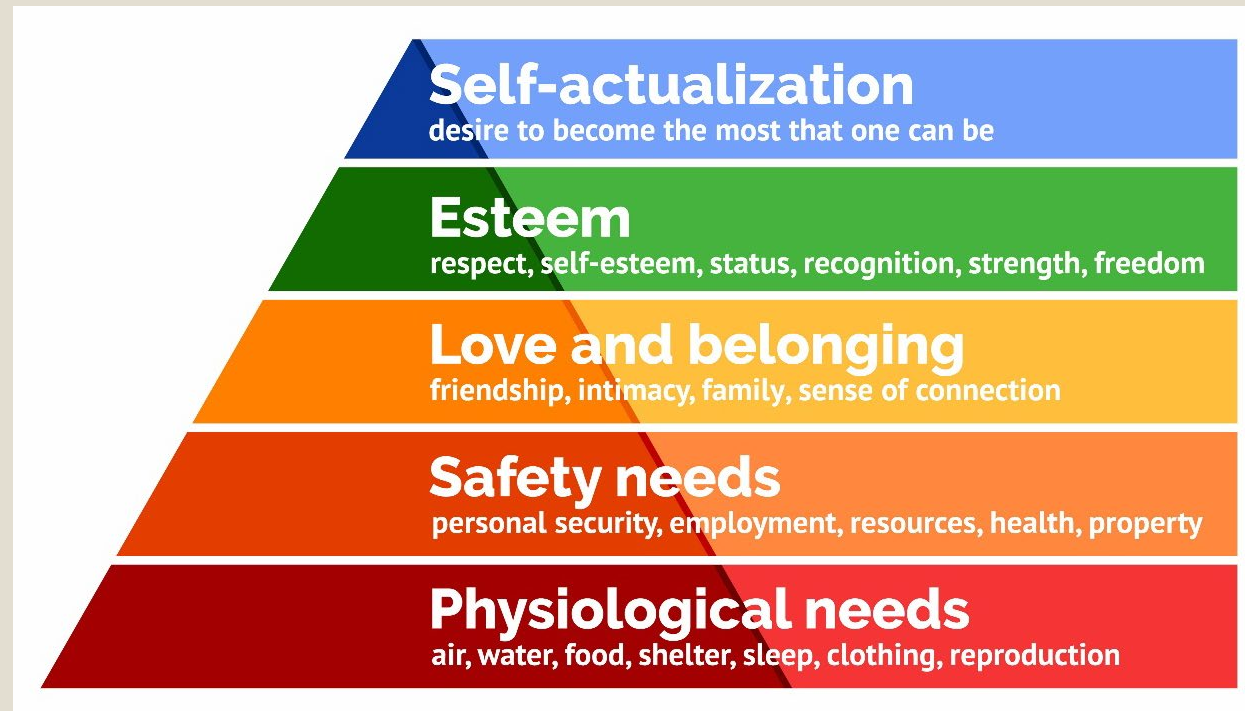 Self-actualization
desire to become the most that one can be
Esteem
respect, self-esteem, status, recognition, strength, freedom
Love and belonging
friendship, intimacy, family, sense of connection
Safety needs
personal security, employment, resources, health, property
Physiological needs
air, water, food, shelter, sleep, clothing, reproduction